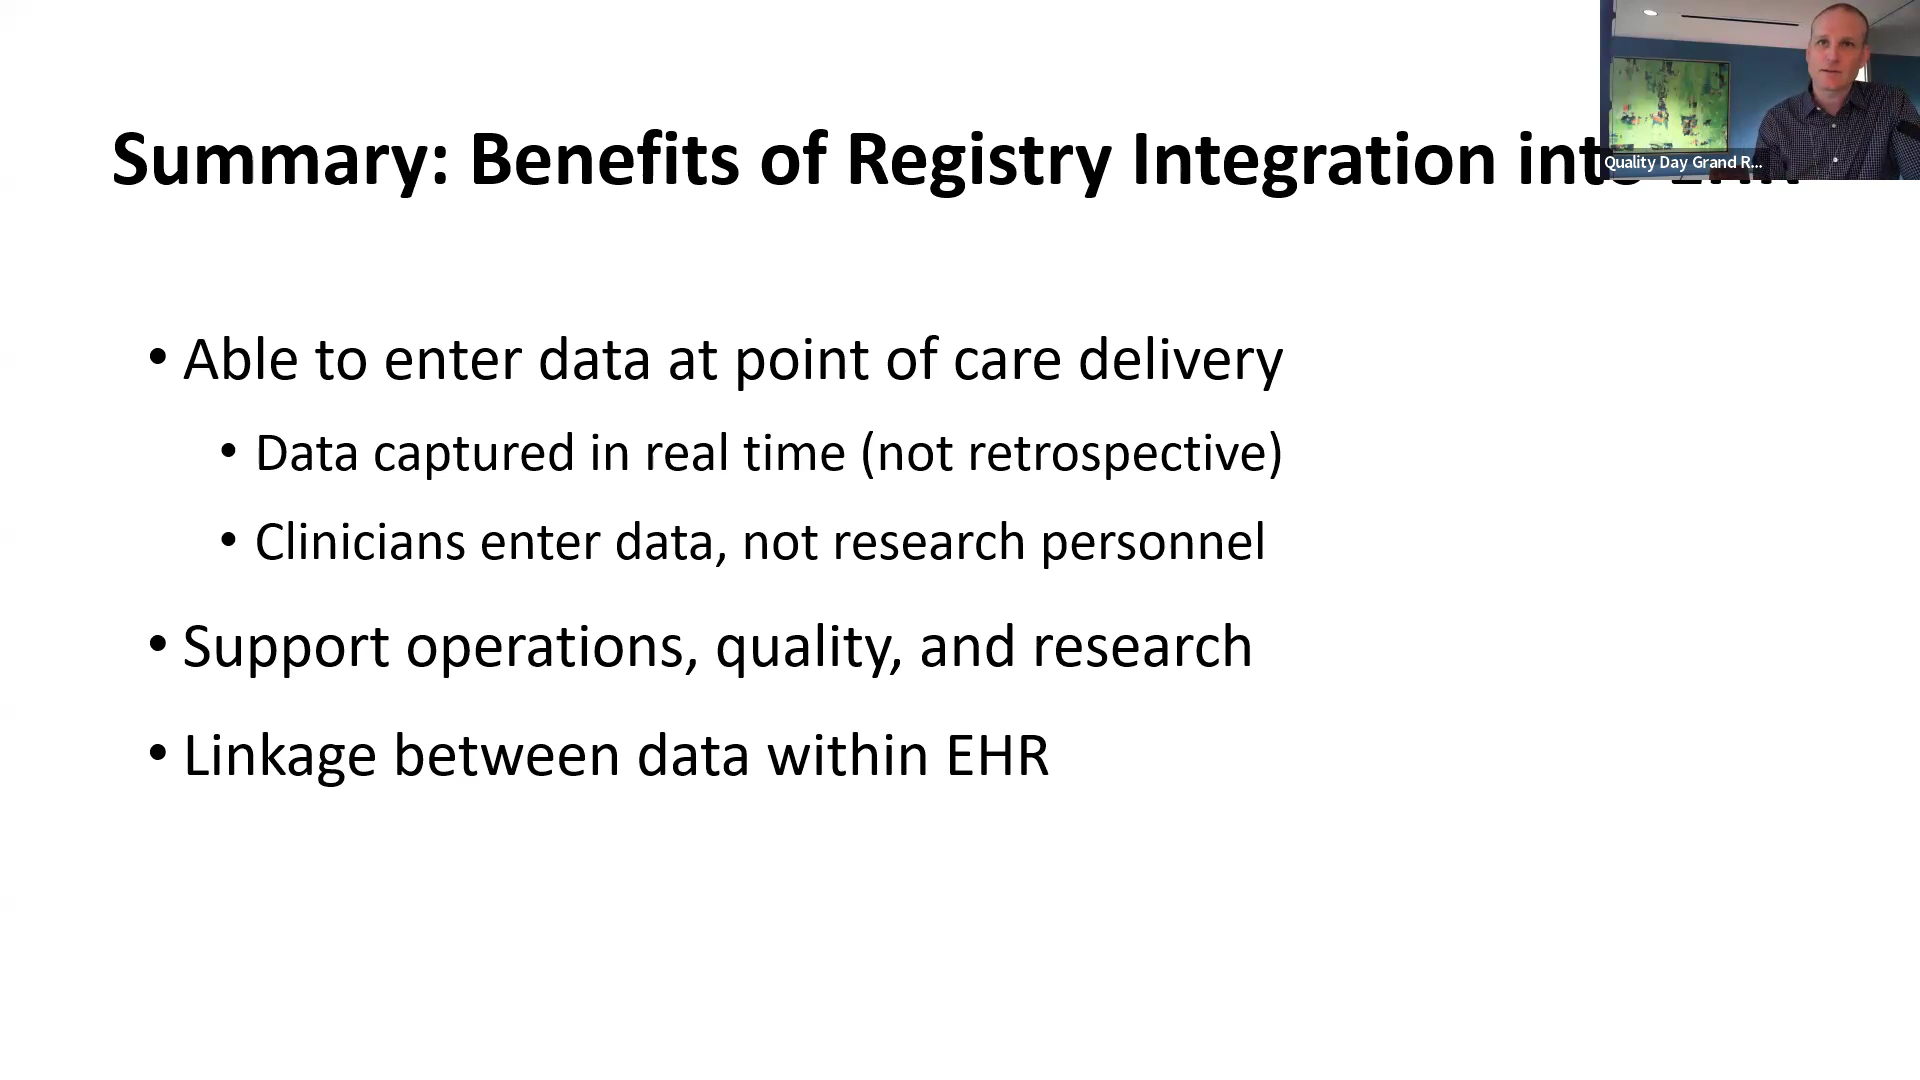 Summary: Benefits of Registry Integration into EHR
Quality Day Grand R...
• Able to enter data at point of care delivery
• Data captured in real time (not retrospective)
• Clinicians enter data, not research personnel
• Support operations, quality, and research
• Linkage between data within EHR